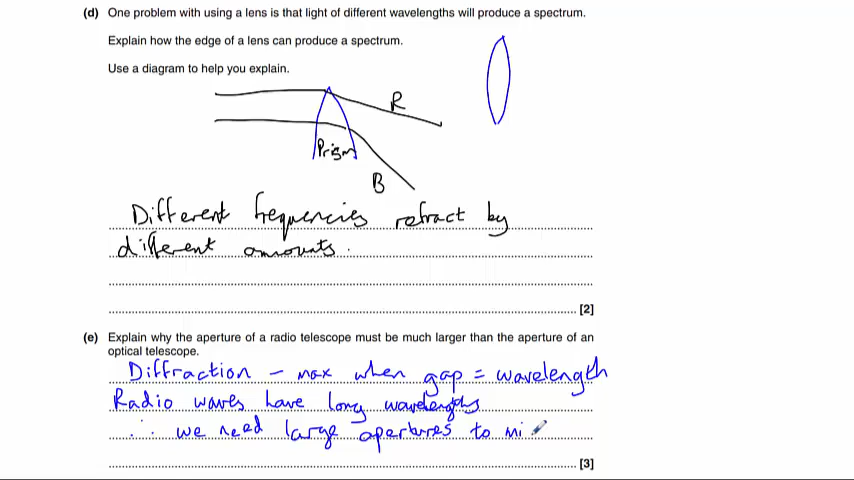 (d) One problem with using a lens is that light of different wavelengths will produce a spectrum.
Explain how the edge of a lens can produce a spectrum.
Use a diagram to help you explain.
R
Prism
B
Different frequencies refract by
different amounts.
[2]
(e) Explain why the aperture of a radio telescope must be much larger than the aperture of an
optical telescope.
Diffraction – max when gap = wavelength
Radio waves have long wavelengths
∴ we need large apertures to mi
[3]